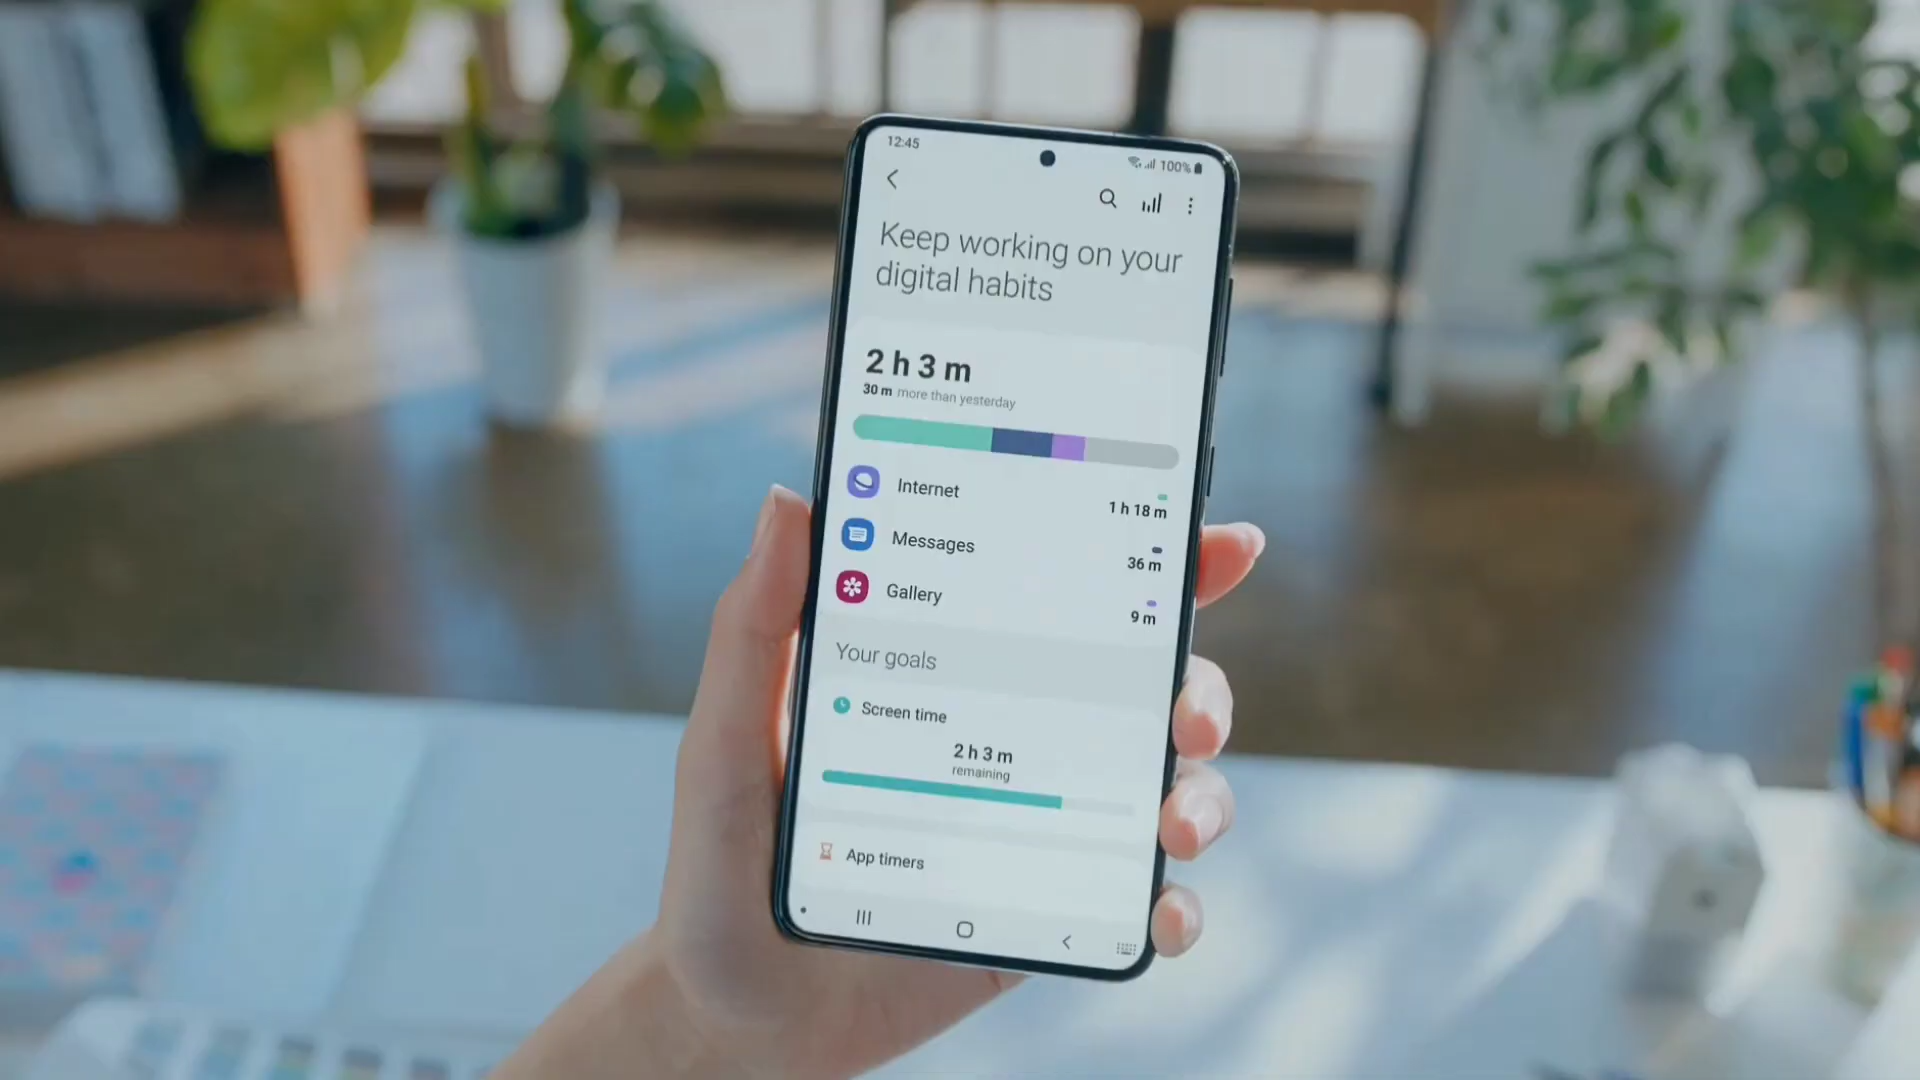 12:45
100%
Keep working on your
digital habits
2 h 3 m
30 m more than yesterday
Internet
1 h 18 m
Messages
36 m
Gallery
9 m
Your goals
Screen time
2 h 3 m
remaining
App timers